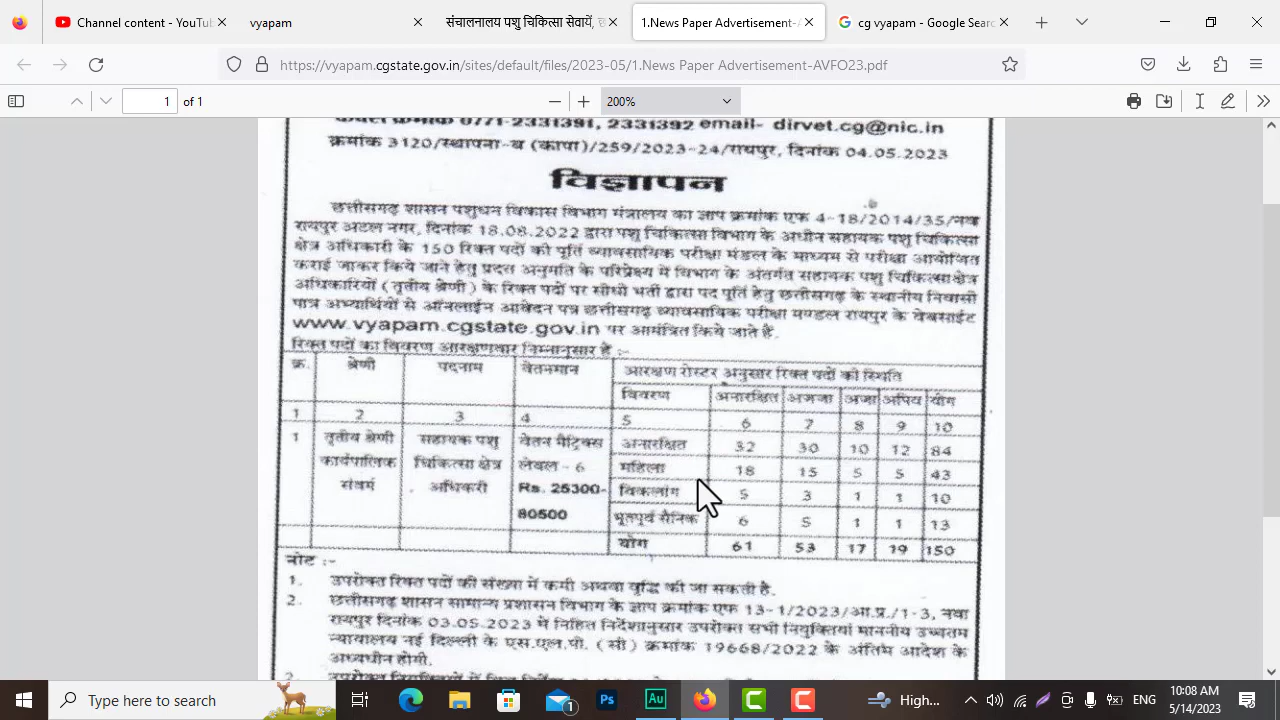 Channel content - YouTu
vyapam
संचालनालय पशु चिकित्सा सेवायें, छ
1.News Paper Advertisement-A
cg vyapam - Google Searc
https://vyapam.cgstate.gov.in/sites/default/files/2023-05/1.News Paper Advertisement-AVFO23.pdf
1 of 1
200%
क्रमांक 0771-2331391, 2331392 email- dirvet.cg@nic.in
क्रमांक 3120/स्थापना-य (कापा)/259/2023-24/रायपुर, दिनांक 04.05.2023
विज्ञापन
छत्तीसगढ़ शासन पशुधन विकास विभाग मंत्रालय का ज्ञाप क्रमांक एफ 4-18/2014/35/नवा
रायपुर अटल नगर, दिनांक 18.08.2022 द्वारा पशु चिकित्सा विभाग के अधीन सहायक पशु चिकित्सा
क्षेत्र अधिकारी के 150 रिक्त पदों की पूर्ति व्यावसायिक परीक्षा मंडल के माध्यम से परीक्षा आयोजित
कराई जाकर किये जाने हेतु प्रदत्त अनुमति के परिप्रेक्ष्य में विभाग के अंतर्गत सहायक पशु चिकित्सा क्षेत्र
अधिकारियों (तृतीय श्रेणी) के रिक्त पदों पर सीधी भर्ती द्वारा पद पूर्ति हेतु छत्तीसगढ़ के स्थानीय निवासी
पात्र अभ्यार्थियों से ऑनलाईन आवेदन पत्र छत्तीसगढ़ व्यावसायिक परीक्षा मण्डल रायपुर के वेबसाईट
www.vyapam.cgstate.gov.in पर आमंत्रित किये जाते है.
रिक्त पदों का विवरण आरक्षणवार निम्नानुसार है :-
क्र. श्रेणी पदनाम वेतनमान आरक्षण रोस्टर अनुसार रिक्त पदों की स्थिति
विवरण अनारक्षित अजजा अजा अपिव योग
1 2 3 4 5 6 7 8 9 10
1 तृतीय श्रेणी सहायक पशु वेतन मैट्रिक्स अनारक्षित 32 30 10 12 84
कार्यपालिक चिकित्सा क्षेत्र लेवल - 6 महिला 18 15 5 5 43
संवर्ग अधिकारी Rs. 25300- विकलांग 5 3 1 1 10
80500 भूतपूर्व सैनिक 6 5 1 1 13
योग 61 53 17 19 150
नोट :-
1. उपरोक्त रिक्त पदों की संख्या में कमी अथवा वृद्धि की जा सकती है.
2. छत्तीसगढ़ शासन सामान्य प्रशासन विभाग के ज्ञाप क्रमांक एफ 13-1/2023/आ.प्र./1-3, नवा
रायपुर दिनांक 03.05.2023 में निहित निर्देशानुसार उपरोक्त सभी नियुक्तियां माननीय उच्चतम
न्यायालय नई दिल्ली के एस.एल.पी. (सी) क्रमांक 19668/2022 के अंतिम आदेश के
अध्यधीन होगी.
Type here to search
1
High...
ENG
10:00 AM
5/14/2023